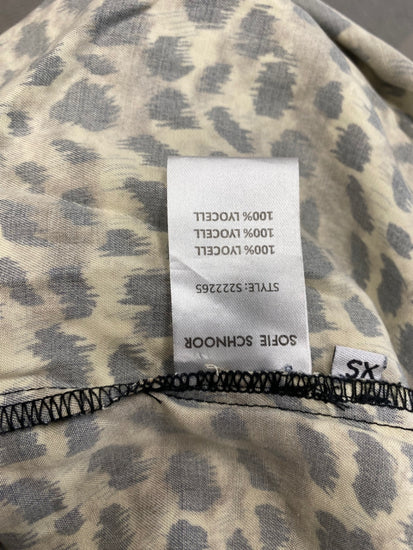 SOFIE SCHNOOR
STYLE: S222265
100% LYOCELL
100% LYOCELL
100% LYOCELL
XS